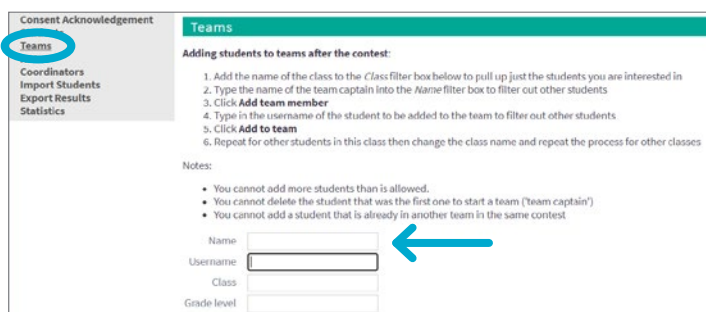 Consent Acknowledgement
Teams
Coordinators
Import Students
Export Results
Statistics
Teams
Adding students to teams after the contest:
1. Add the name of the class to the Class filter box below to pull up just the students you are interested in
2. Type the name of the team captain into the Name filter box to filter out other students
3. Click Add team member
4. Type in the username of the student to be added to the team to filter out other students
5. Click Add to team
6. Repeat for other students in this class then change the class name and repeat the process for other classes
Notes:
• You cannot add more students than is allowed.
• You cannot delete the student that was the first one to start a team ('team captain')
• You cannot add a student that is already in another team in the same contest
Name
Username
Class
Grade level